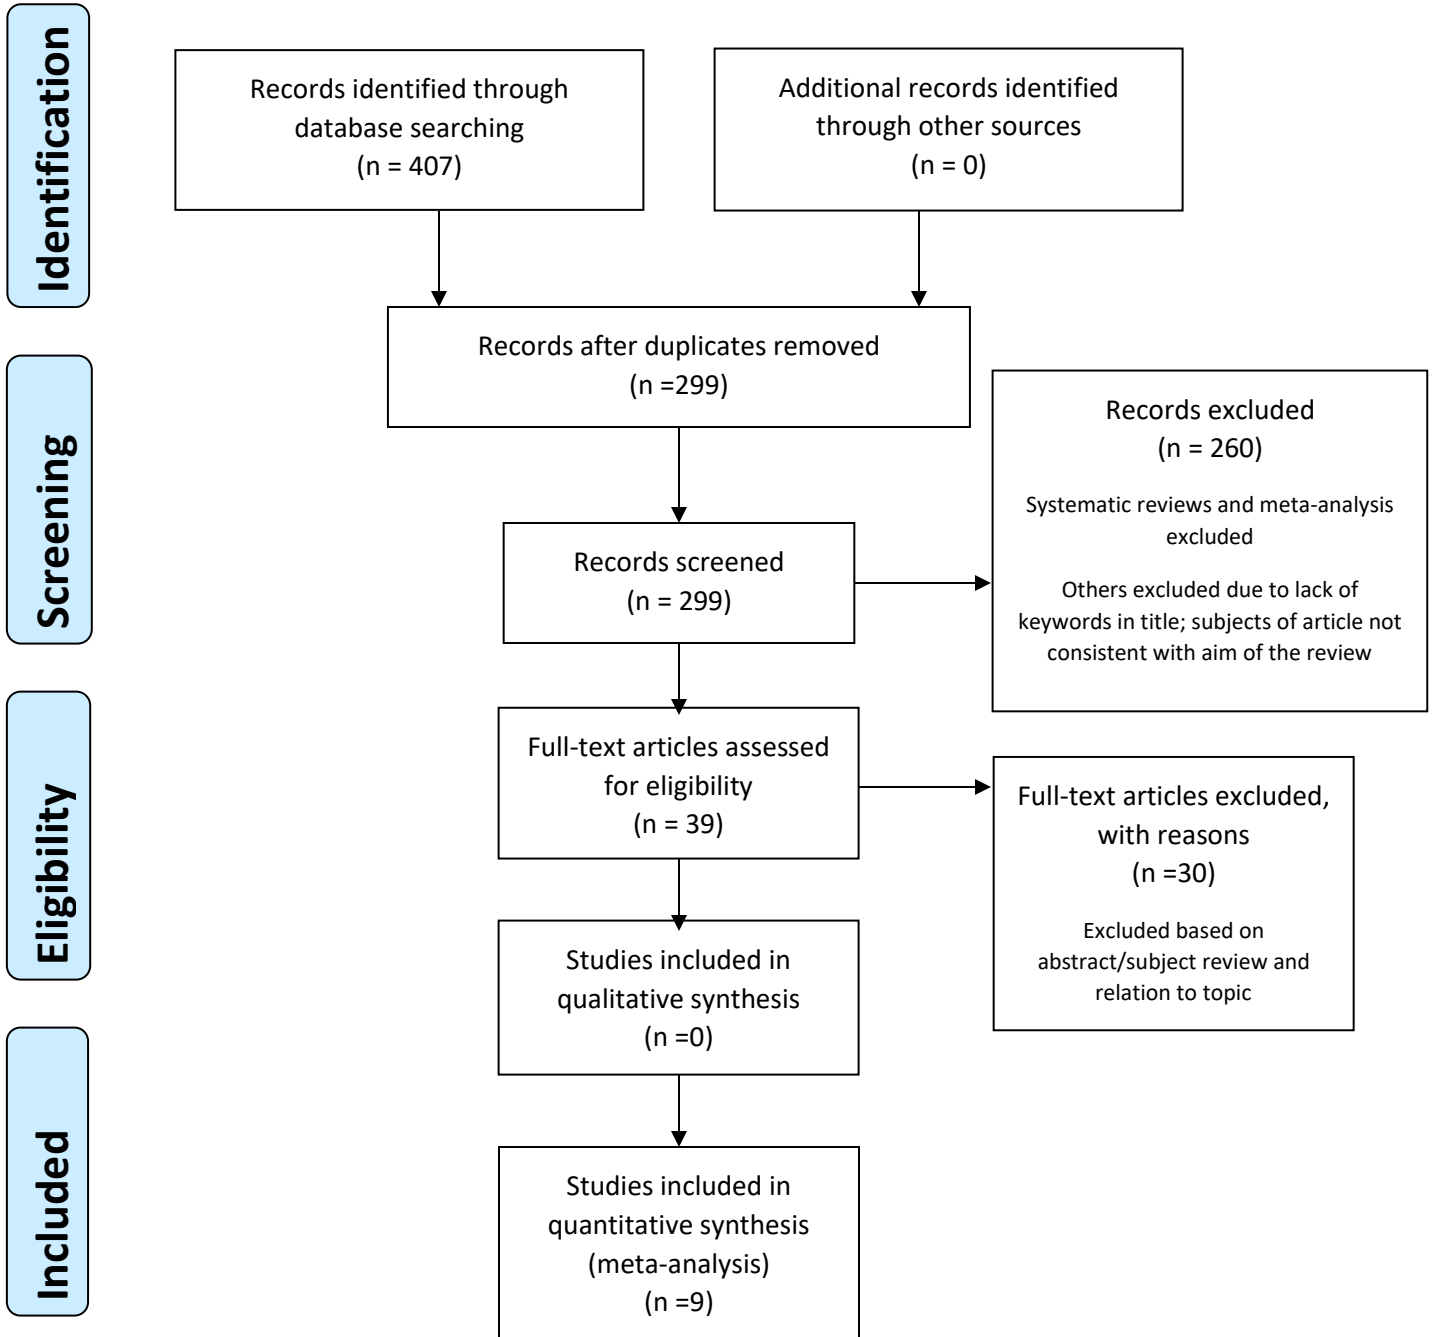 Identification
Records identified through
database searching
(n = 407)
Additional records identified
through other sources
(n = 0)
Records after duplicates removed
(n =299)
Screening
Records screened
(n = 299)
Records excluded
(n = 260)
Systematic reviews and meta-analysis
excluded
Others excluded due to lack of
keywords in title; subjects of article not
consistent with aim of the review
Eligibility
Full-text articles assessed
for eligibility
(n = 39)
Full-text articles excluded,
with reasons
(n =30)
Excluded based on
abstract/subject review and
relation to topic
Studies included in
qualitative synthesis
(n =0)
Included
Studies included in
quantitative synthesis
(meta-analysis)
(n =9)